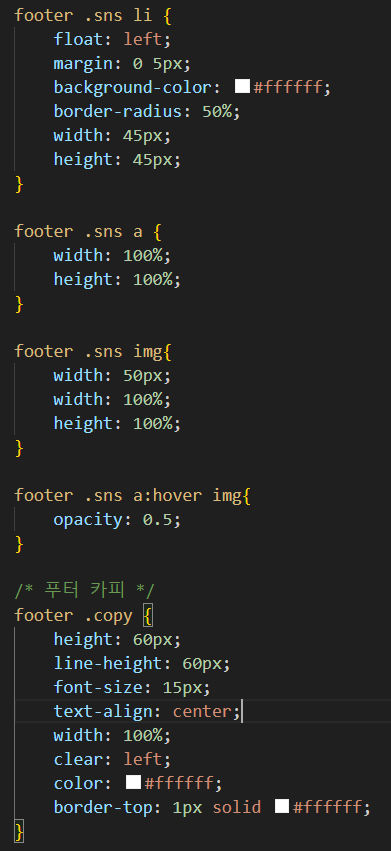 footer .sns li {
float: left;
margin: 0 5px;
background-color: #ffffff;
border-radius: 50%;
width: 45px;
height: 45px;
}
footer .sns a {
width: 100%;
height: 100%;
}
footer .sns img{
width: 50px;
width: 100%;
height: 100%;
}
footer .sns a:hover img{
opacity: 0.5;
}
/* 푸터 카피 */
footer .copy {
height: 60px;
line-height: 60px;
font-size: 15px;
text-align: center;
width: 100%;
clear: left;
color: #ffffff;
border-top: 1px solid #ffffff;
}